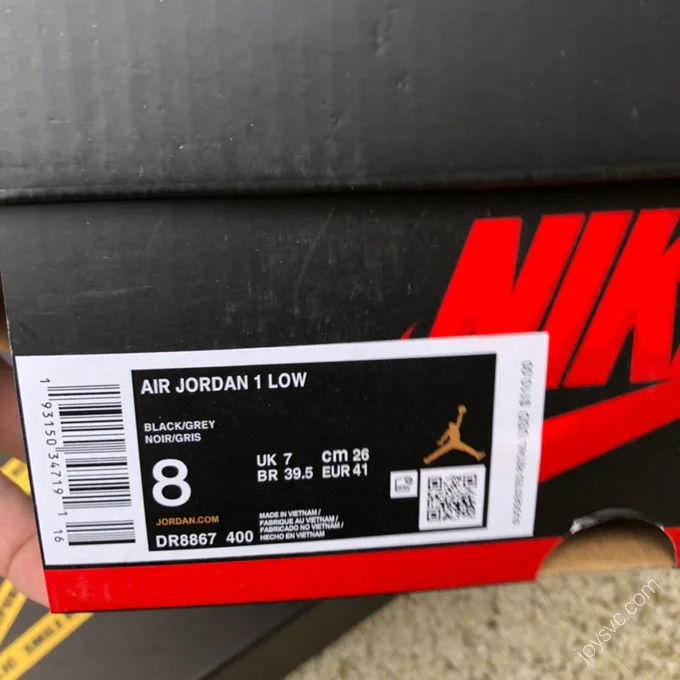 NIK
AIR JORDAN 1 LOW
BLACK/GREY
NOIR/GRIS
8
UK 7 cm 26
BR 39.5 EUR 41
JORDAN.COM
DR8867 400
MADE IN VIETNAM /
FABRIQUE AU VIETNAM /
FABRICADO NO VIETNAM /
HECHO EN VIETNAM
1 93150 34719 1 16
jpysvc.com